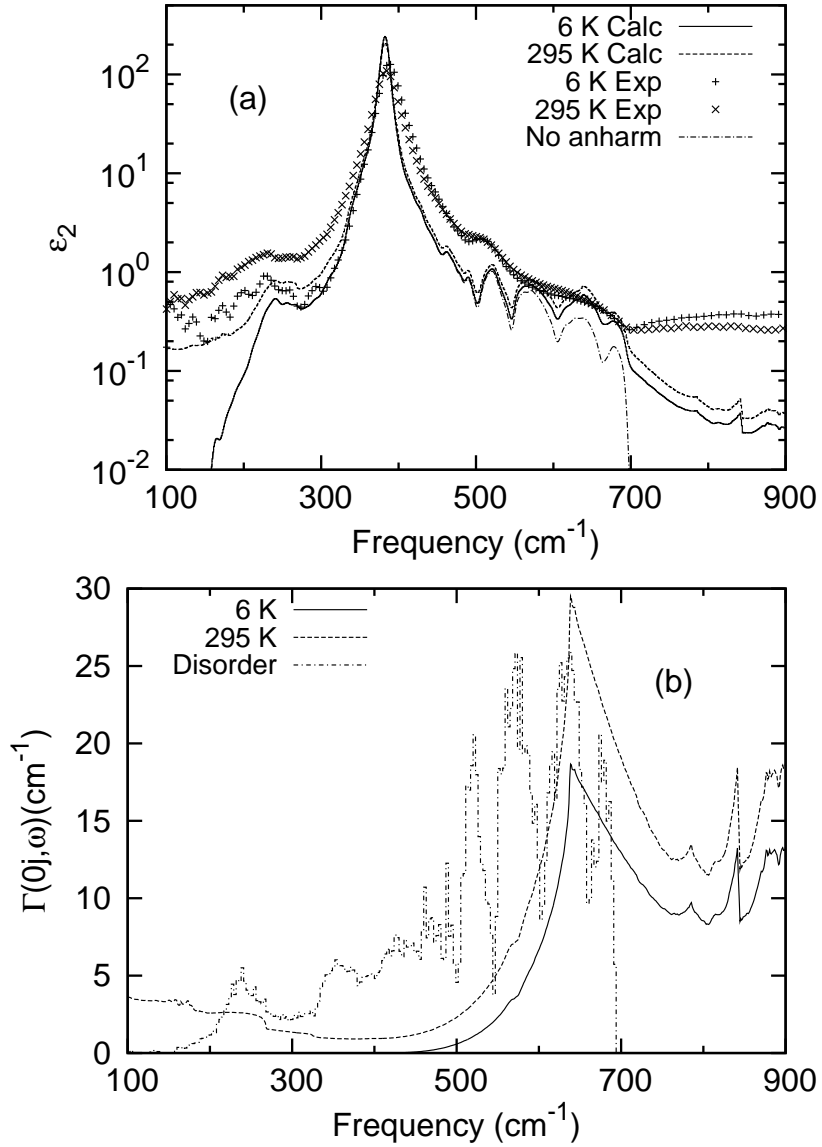 6 K Calc
295 K Calc
6 K Exp
295 K Exp
No anharm
(a)
ε2
10^2
10^1
10^0
10^-1
10^-2
100 300 500 700 900
Frequency (cm^-1)
6 K
295 K
Disorder
(b)
Γ(0j,ω)(cm^-1)
30
25
20
15
10
5
0
100 300 500 700 900
Frequency (cm^-1)